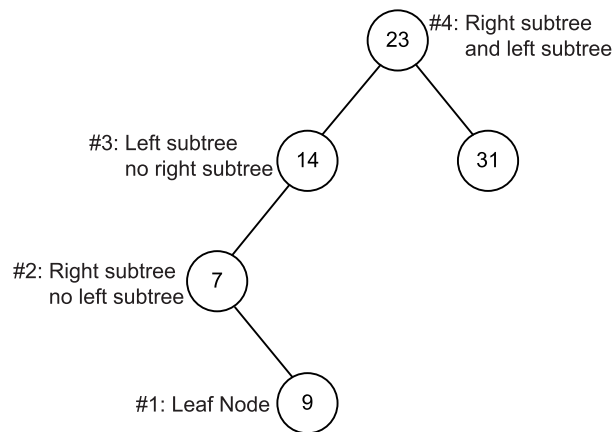 23
#4: Right subtree
and left subtree
#3: Left subtree
no right subtree
14
31
#2: Right subtree
no left subtree
7
#1: Leaf Node
9